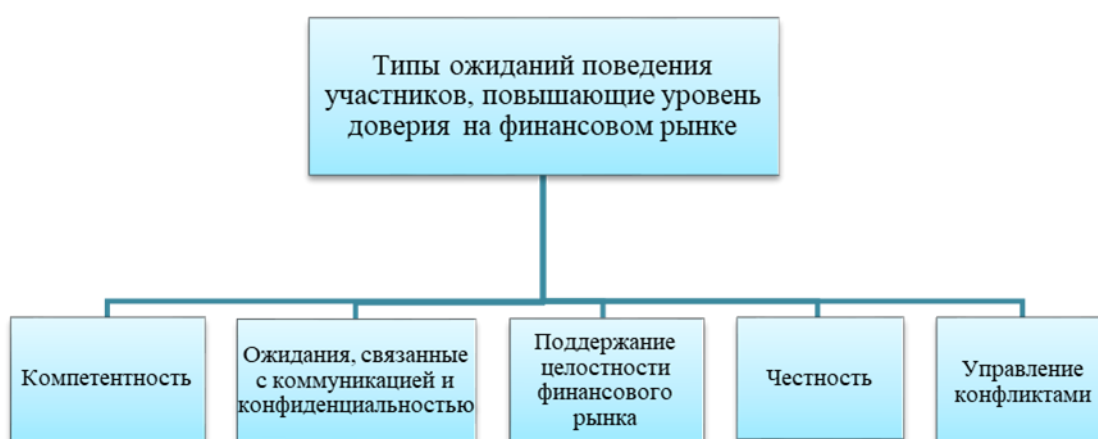 Типы ожиданий поведения
участников, повышающие уровень
доверия на финансовом рынке
Компетентность
Ожидания, связанные
с коммуникацией и
конфиденциальностью
Поддержание
целостности
финансового
рынка
Честность
Управление
конфликтами